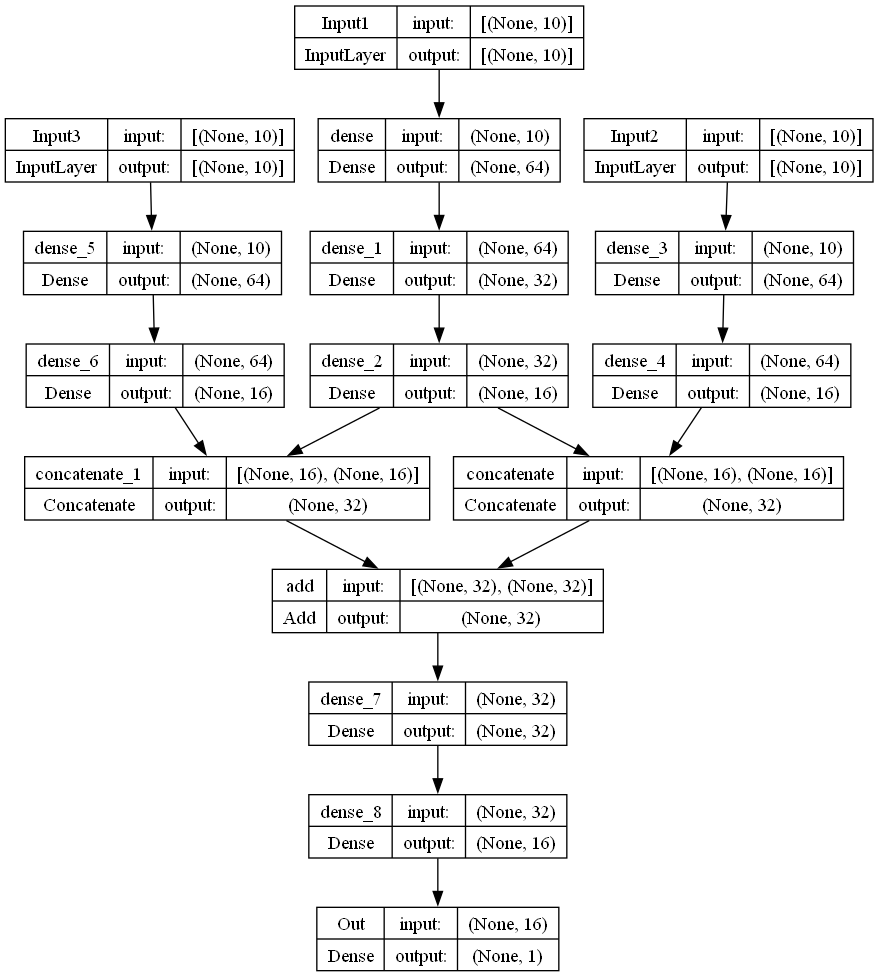 Input1 input: [(None, 10)]
InputLayer output: [(None, 10)]
Input3 input: [(None, 10)]
InputLayer output: [(None, 10)]
dense input: (None, 10)
Dense output: (None, 64)
Input2 input: [(None, 10)]
InputLayer output: [(None, 10)]
dense_5 input: (None, 10)
Dense output: (None, 64)
dense_1 input: (None, 64)
Dense output: (None, 32)
dense_3 input: (None, 10)
Dense output: (None, 64)
dense_6 input: (None, 64)
Dense output: (None, 16)
dense_2 input: (None, 32)
Dense output: (None, 16)
dense_4 input: (None, 64)
Dense output: (None, 16)
concatenate_1 input: [(None, 16), (None, 16)]
Concatenate output: (None, 32)
concatenate input: [(None, 16), (None, 16)]
Concatenate output: (None, 32)
add input: [(None, 32), (None, 32)]
Add output: (None, 32)
dense_7 input: (None, 32)
Dense output: (None, 32)
dense_8 input: (None, 32)
Dense output: (None, 16)
Out input: (None, 16)
Dense output: (None, 1)